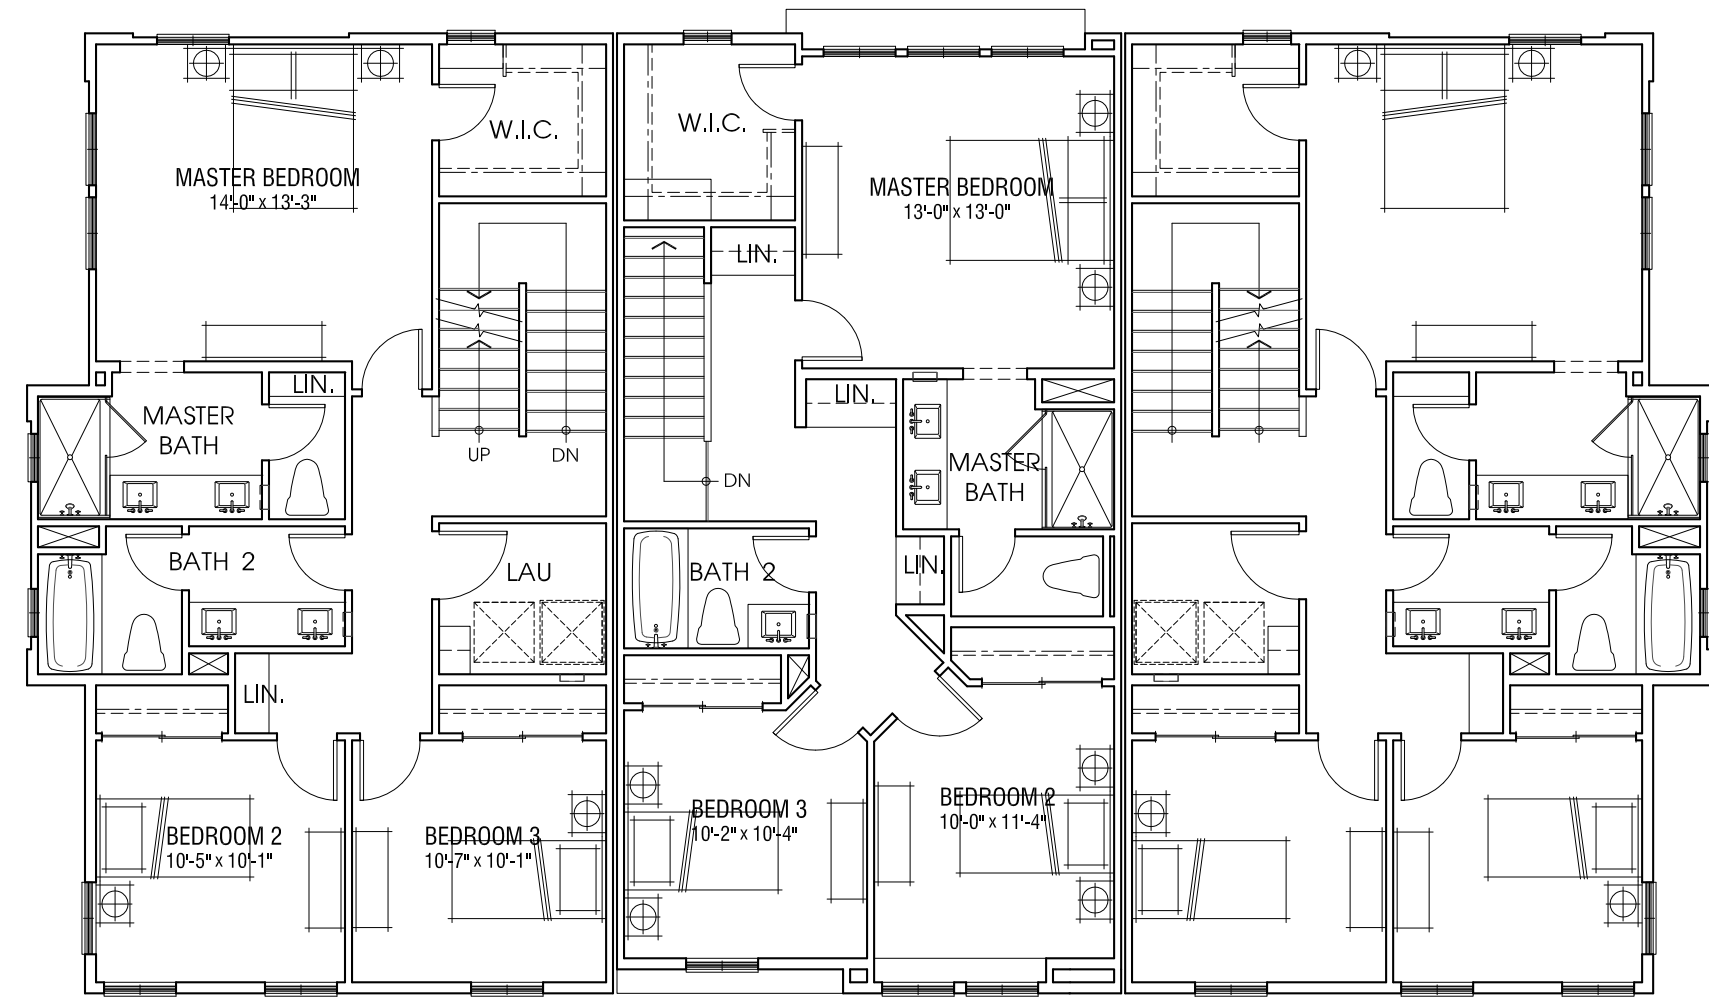 W.I.C.
MASTER BEDROOM
14'-0" x 13'-3"
LIN.
MASTER
BATH
UP
DN
BATH 2
LAU
LIN.
BEDROOM 2
10'-5" x 10'-1"
BEDROOM 3
10'-7" x 10'-1"
W.I.C.
MASTER BEDROOM
13'-0" x 13'-0"
LIN.
LIN.
MASTER
BATH
DN
BATH 2
LIN.
BEDROOM 3
10'-2" x 10'-4"
BEDROOM 2
10'-0" x 11'-4"